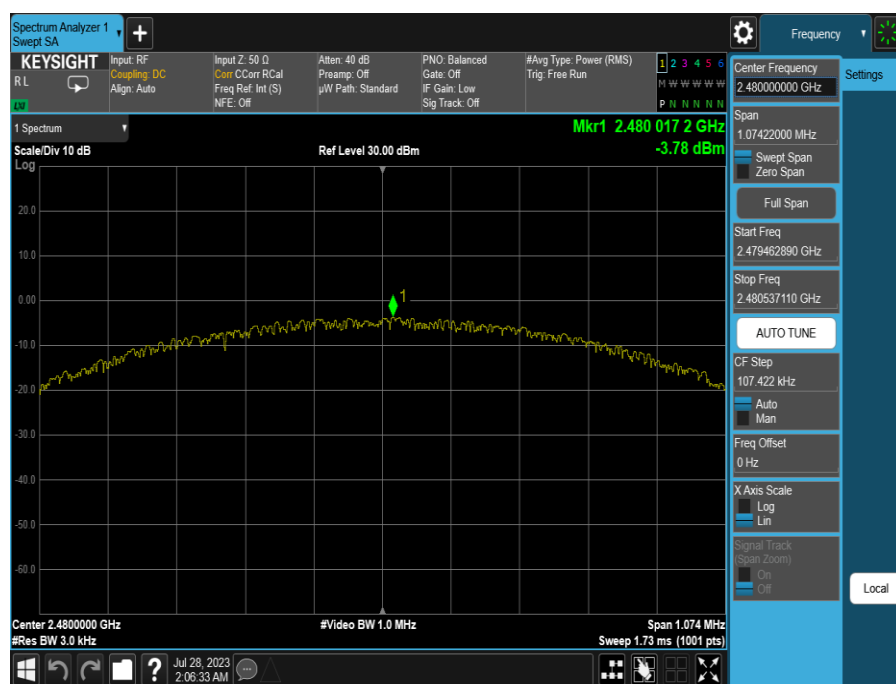 Spectrum Analyzer 1
Swept SA
+
Frequency
KEYSIGHT
R L
LXI
Input: RF
Coupling: DC
Align: Auto
Input Z: 50 Ω
Corr CCorr RCal
Freq Ref: Int (S)
NFE: Off
Atten: 40 dB
Preamp: Off
µW Path: Standard
PNO: Balanced
Gate: Off
IF Gain: Low
Sig Track: Off
#Avg Type: Power (RMS)
Trig: Free Run
1 2 3 4 5 6
M W W W W W
P N N N N N
1 Spectrum
Scale/Div 10 dB
Log
Ref Level 30.00 dBm
Mkr1 2.480 017 2 GHz
-3.78 dBm
1
20.0
10.0
0.00
-10.0
-20.0
-30.0
-40.0
-50.0
-60.0
Center 2.4800000 GHz
#Res BW 3.0 kHz
#Video BW 1.0 MHz
Span 1.074 MHz
Sweep 1.73 ms (1001 pts)
?
Jul 28, 2023
2:06:33 AM
Center Frequency
2.480000000 GHz
Span
1.07422000 MHz
Swept Span
Zero Span
Full Span
Start Freq
2.479462890 GHz
Stop Freq
2.480537110 GHz
AUTO TUNE
CF Step
107.422 kHz
Auto
Man
Freq Offset
0 Hz
X Axis Scale
Log
Lin
Signal Track
(Span Zoom)
On
Off
Settings
Local